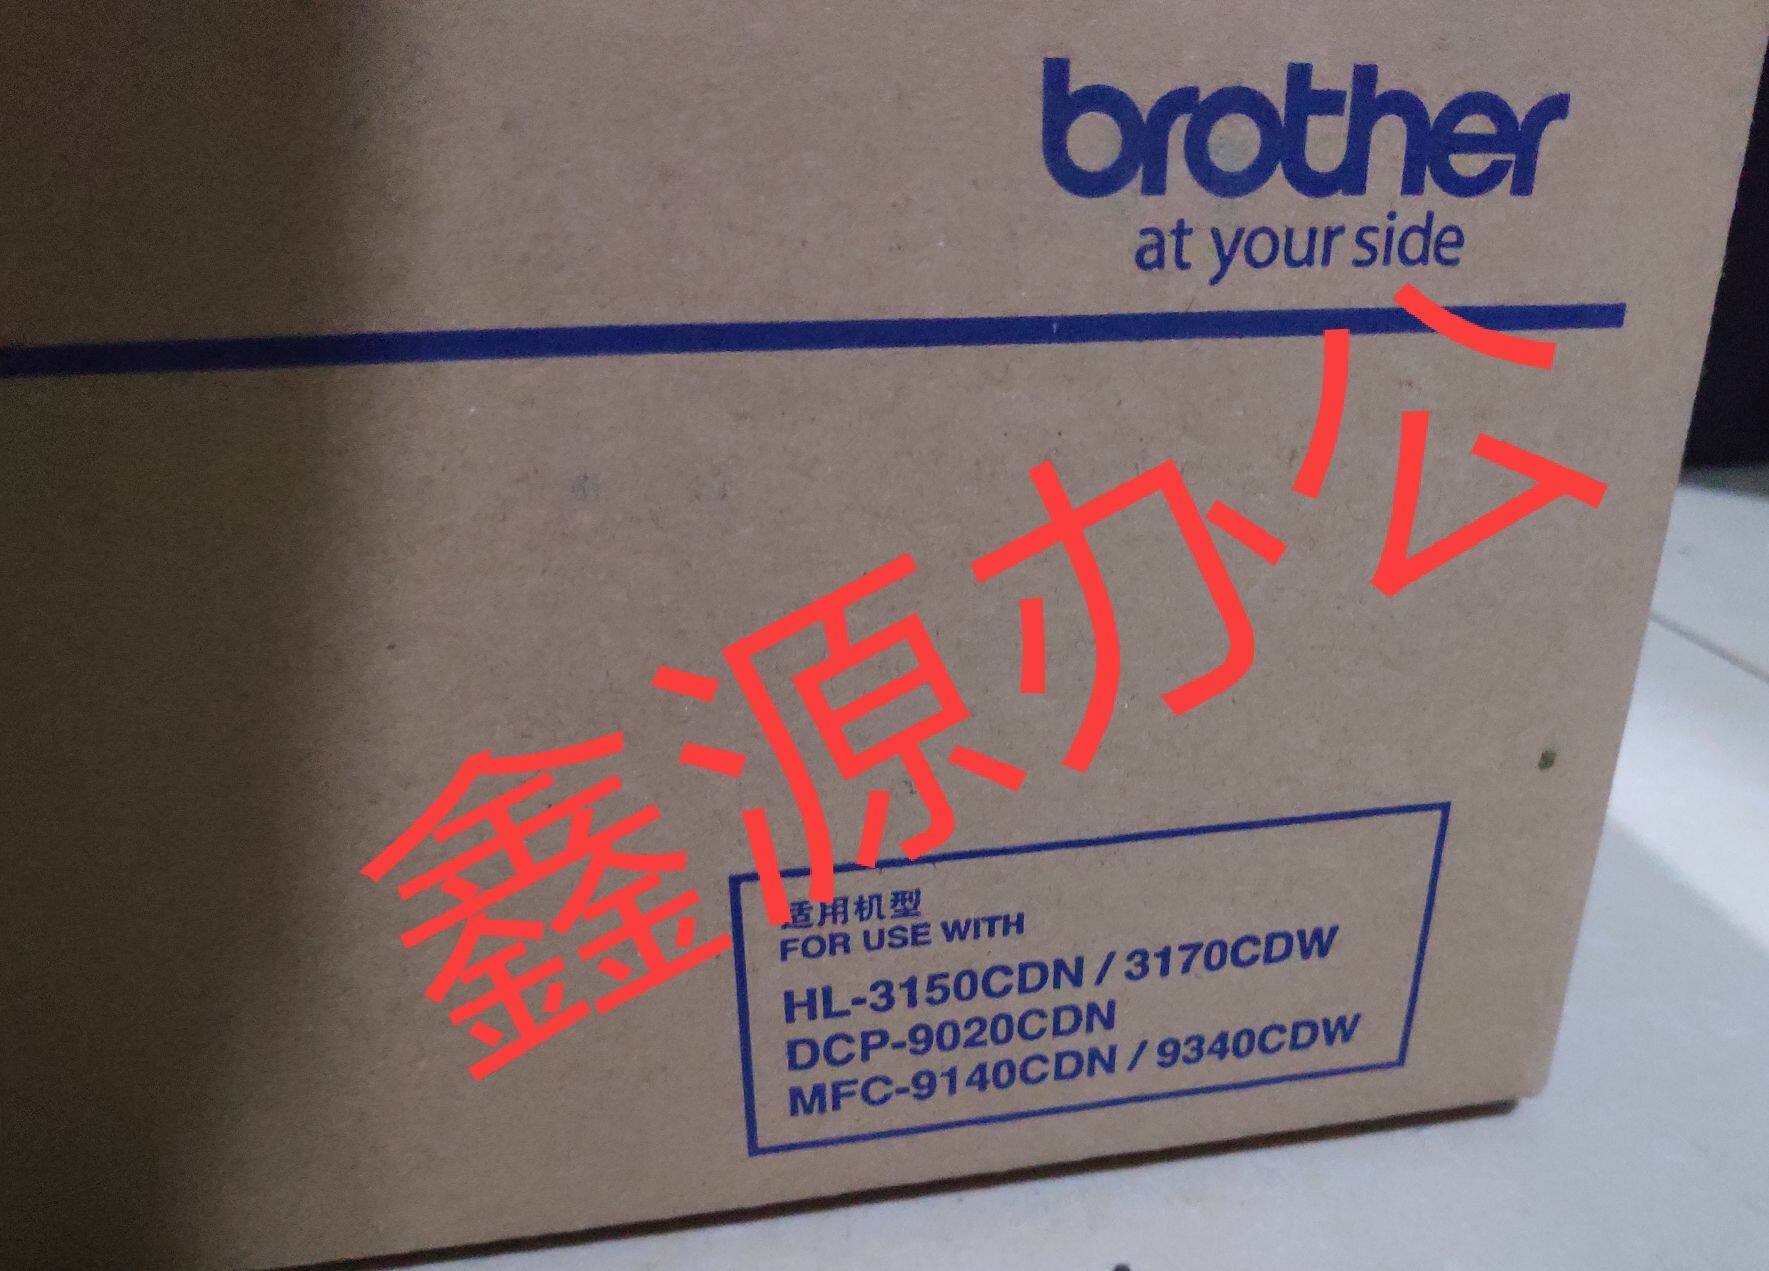 brother
at your side
鑫源办公
适用机型
FOR USE WITH
HL-3150CDN / 3170CDW
DCP-9020CDN
MFC-9140CDN / 9340CDW